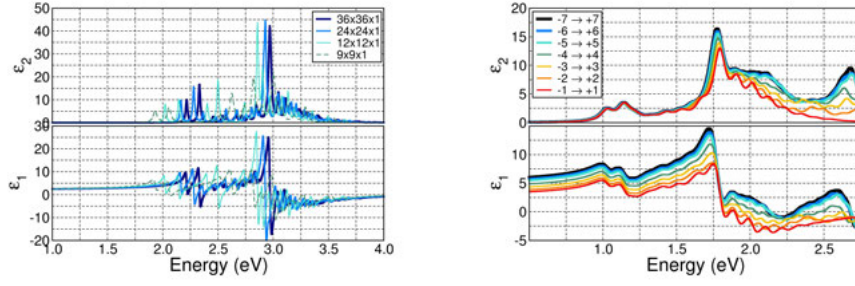 50
40
30
20
10
0
ε2
36x36x1
24x24x1
12x12x1
9x9x1
30
20
10
0
-10
-20
ε1
1.0 1.5 2.0 2.5 3.0 3.5 4.0
Energy (eV)
20
15
10
5
0
ε2
-7 → +7
-6 → +6
-5 → +5
-4 → +4
-3 → +3
-2 → +2
-1 → +1
15
10
5
0
-5
ε1
1.0 1.5 2.0 2.5
Energy (eV)